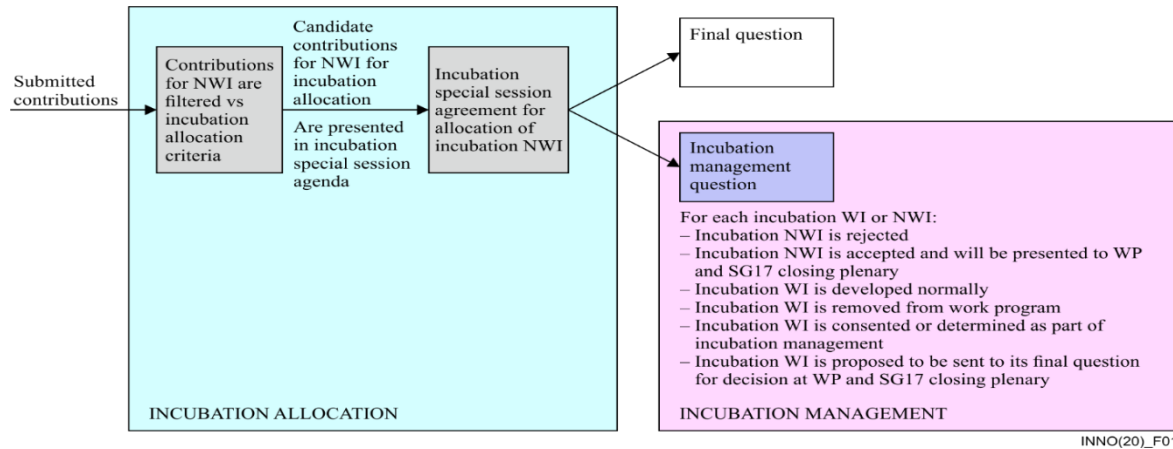 Submitted
contributions
Contributions
for NWI are
filtered vs
incubation
allocation
criteria
Candidate
contributions
for NWI for
incubation
allocation
Are presented
in incubation
special session
agenda
Incubation
special session
agreement for
allocation of
incubation NWI
INCUBATION ALLOCATION
Final question
Incubation
management
question
For each incubation WI or NWI:
– Incubation NWI is rejected
– Incubation NWI is accepted and will be presented to WP
and SG17 closing plenary
– Incubation WI is developed normally
– Incubation WI is removed from work program
– Incubation WI is consented or determined as part of
incubation management
– Incubation WI is proposed to be sent to its final question
for decision at WP and SG17 closing plenary
INCUBATION MANAGEMENT